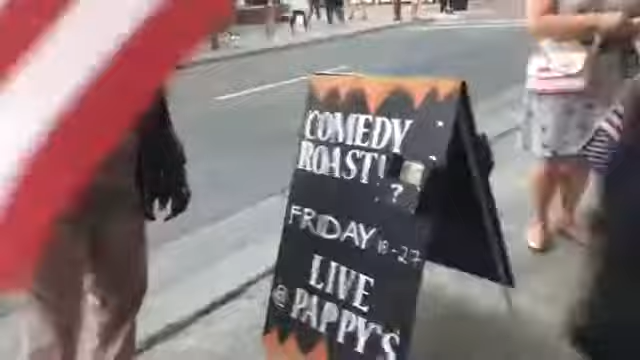 COMEDY
ROAST!
?
FRIDAY 10-27
LIVE
@ PAPPY'S